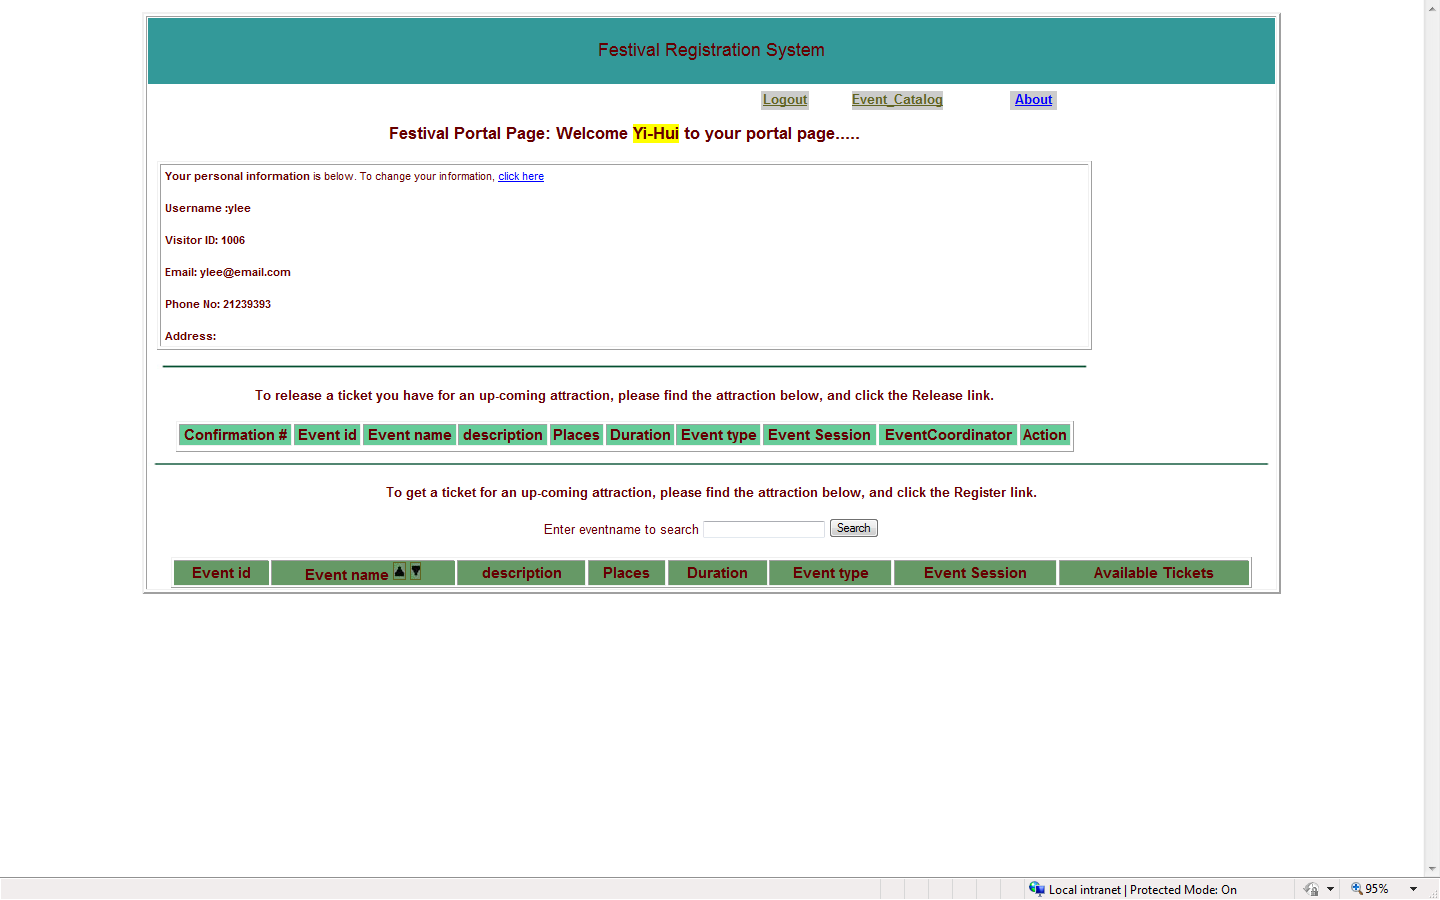 Festival Registration System
Logout Event_Catalog About
Festival Portal Page: Welcome Yi-Hui to your portal page.....
Your personal information is below. To change your information, click here
Username :ylee
Visitor ID: 1006
Email: ylee@email.com
Phone No: 21239393
Address:
To release a ticket you have for an up-coming attraction, please find the attraction below, and click the Release link.
Confirmation # Event id Event name description Places Duration Event type Event Session EventCoordinator Action
To get a ticket for an up-coming attraction, please find the attraction below, and click the Register link.
Enter eventname to search Search
Event id Event name description Places Duration Event type Event Session Available Tickets
Local intranet | Protected Mode: On 95%